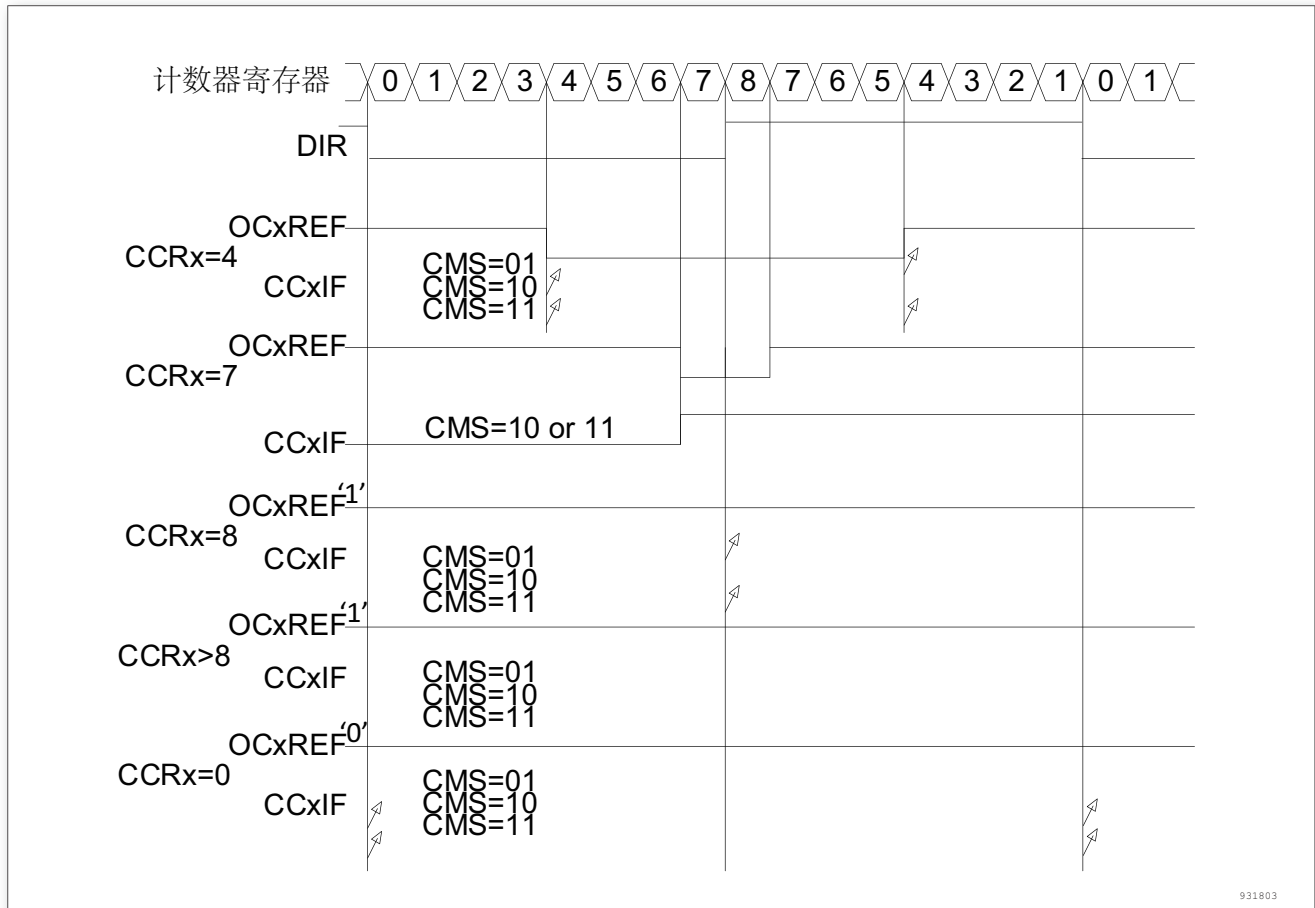 计数器寄存器 0 1 2 3 4 5 6 7 8 7 6 5 4 3 2 1 0 1
DIR
OCxREF
CCRx=4
CMS=01
CCxIF CMS=10
CMS=11
OCxREF
CCRx=7
CCxIF CMS=10 or 11
OCxREF '1'
CCRx=8
CCxIF CMS=01
CMS=10
CMS=11
OCxREF '1'
CCRx>8
CCxIF CMS=01
CMS=10
CMS=11
OCxREF '0'
CCRx=0
CCxIF CMS=01
CMS=10
CMS=11
931803